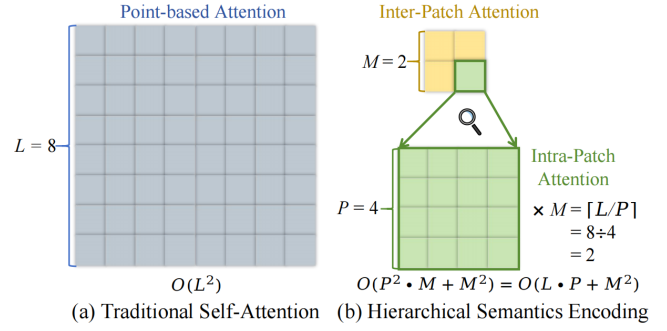 Point-based Attention
L = 8
O(L²)
(a) Traditional Self-Attention
Inter-Patch Attention
M = 2
P = 4
Intra-Patch
Attention
× M = ⌈L/P⌉
= 8÷4
= 2
O(P² • M + M²) = O(L • P + M²)
(b) Hierarchical Semantics Encoding